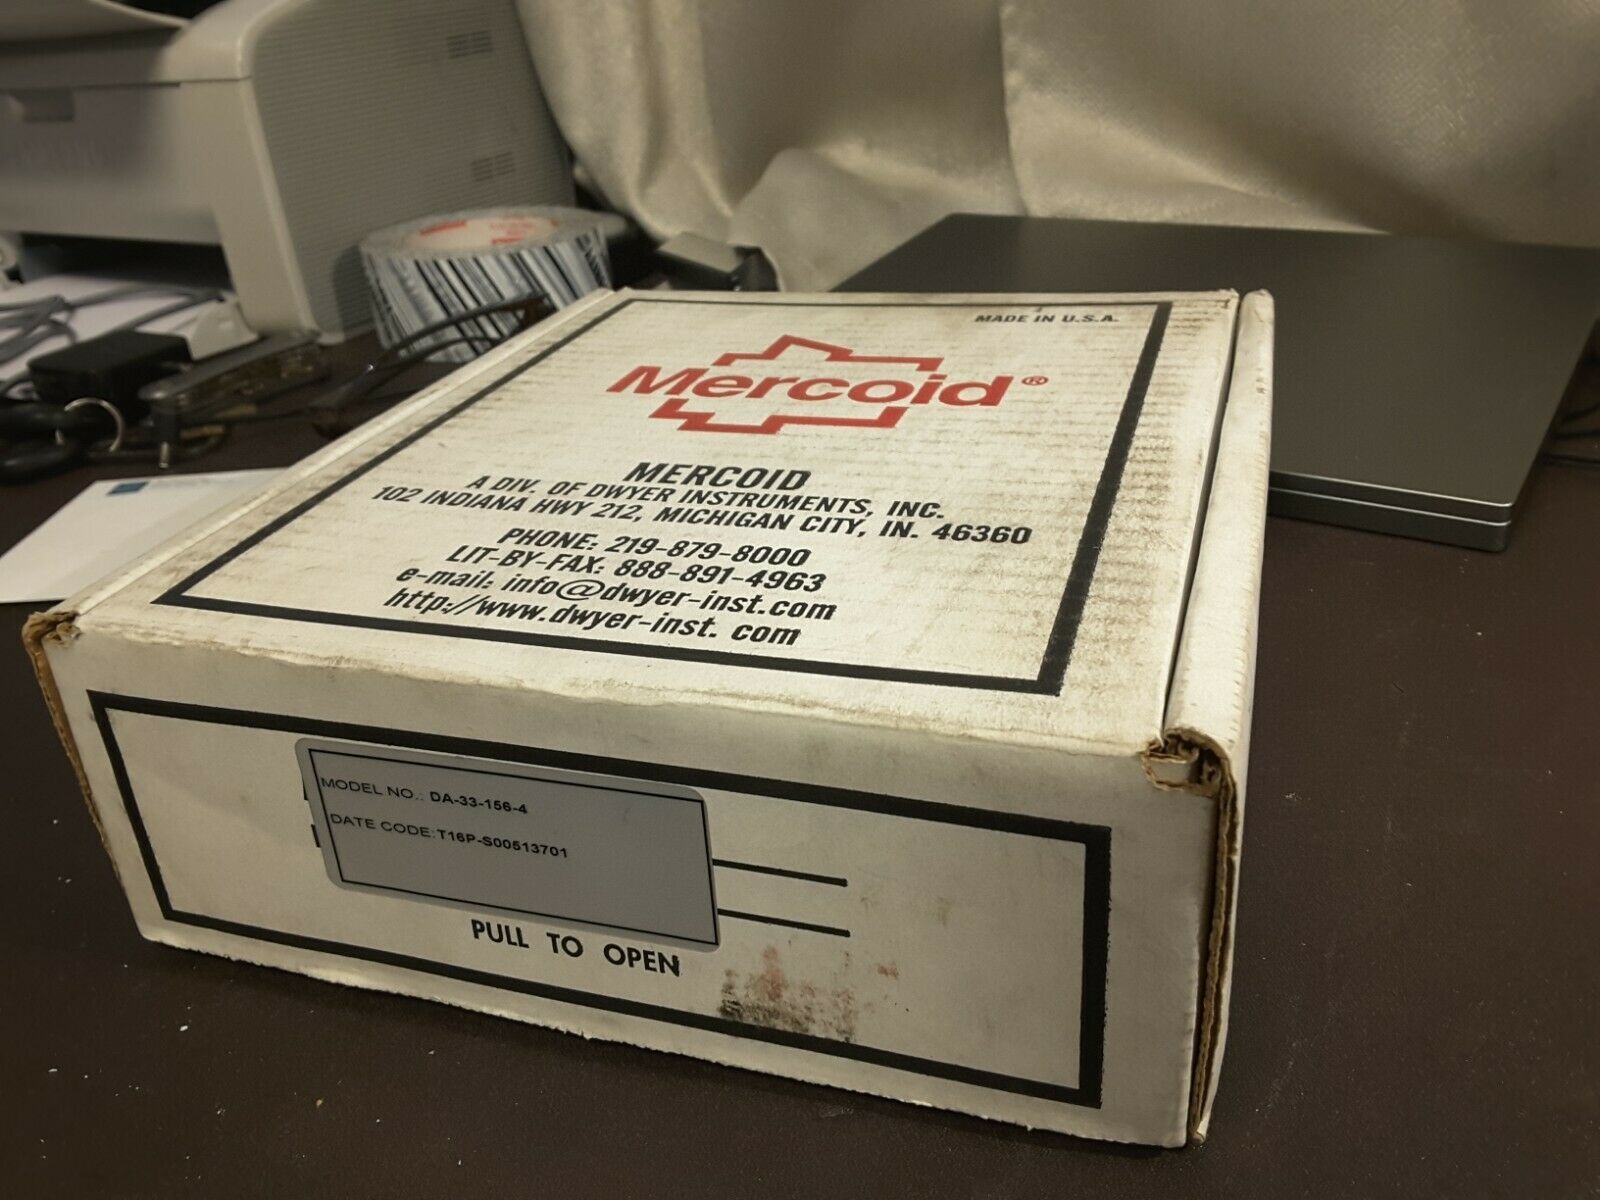 MADE IN U.S.A.
Mercoid®
MERCOID
A DIV. OF DWYER INSTRUMENTS, INC.
102 INDIANA HWY 212, MICHIGAN CITY, IN. 46360
PHONE: 219-879-8000
LIT-BY-FAX: 888-891-4963
e-mail: info@dwyer-inst.com
http://www.dwyer-inst. com
MODEL NO.: DA-33-156-4
DATE CODE:T16P-S00513701
PULL TO OPEN